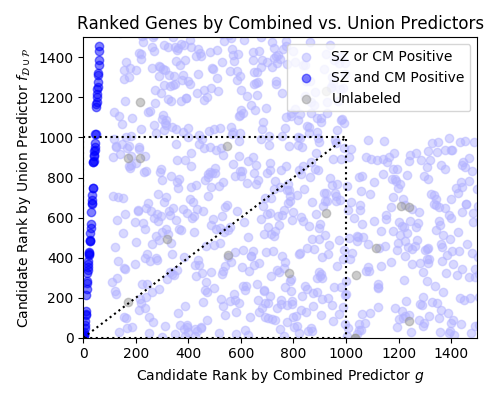 Ranked Genes by Combined vs. Union Predictors
Candidate Rank by Union Predictor f_{D∪P}
1400
1200
1000
800
600
400
200
0
SZ or CM Positive
SZ and CM Positive
Unlabeled
0 200 400 600 800 1000 1200 1400
Candidate Rank by Combined Predictor g